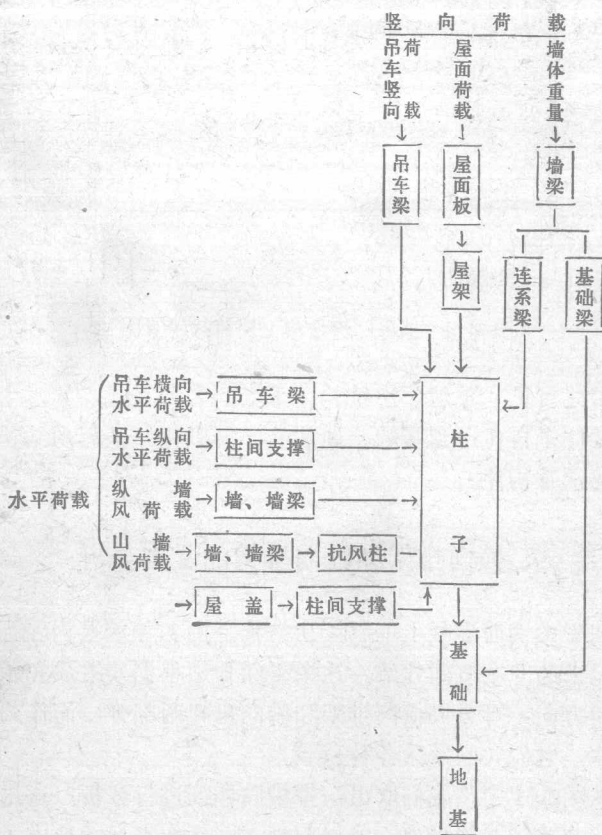 竖向荷载
吊车竖向荷载
屋面荷载
墙体重量
吊车梁
屋面板
墙梁
屋架
连系梁
基础梁
水平荷载
吊车横向水平荷载
吊车梁
吊车纵向水平荷载
柱间支撑
纵墙风荷载
墙、墙梁
山墙风荷载
墙、墙梁
抗风柱
屋盖
柱间支撑
柱子
基础
地基